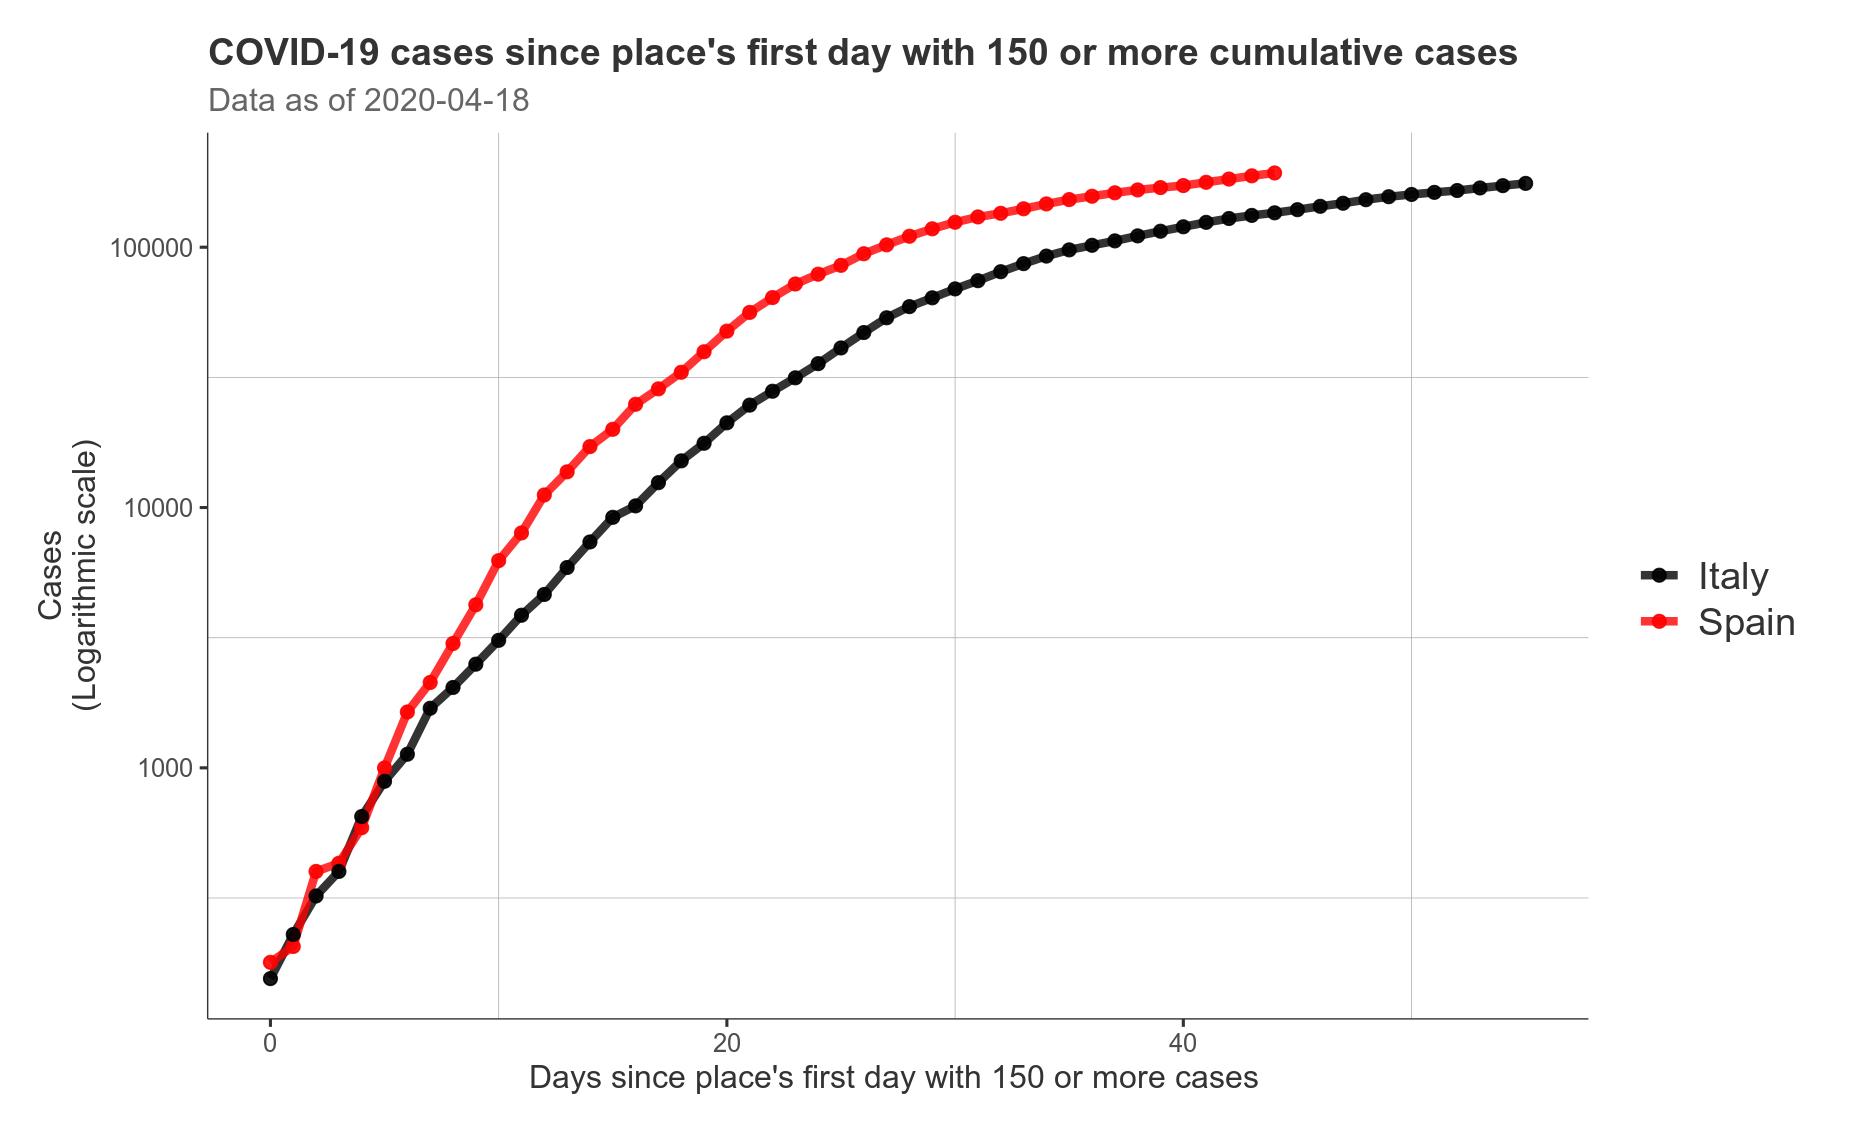 COVID-19 cases since place's first day with 150 or more cumulative cases
Data as of 2020-04-18
Cases
(Logarithmic scale)
100000
10000
1000
0
20
40
Days since place's first day with 150 or more cases
Italy
Spain